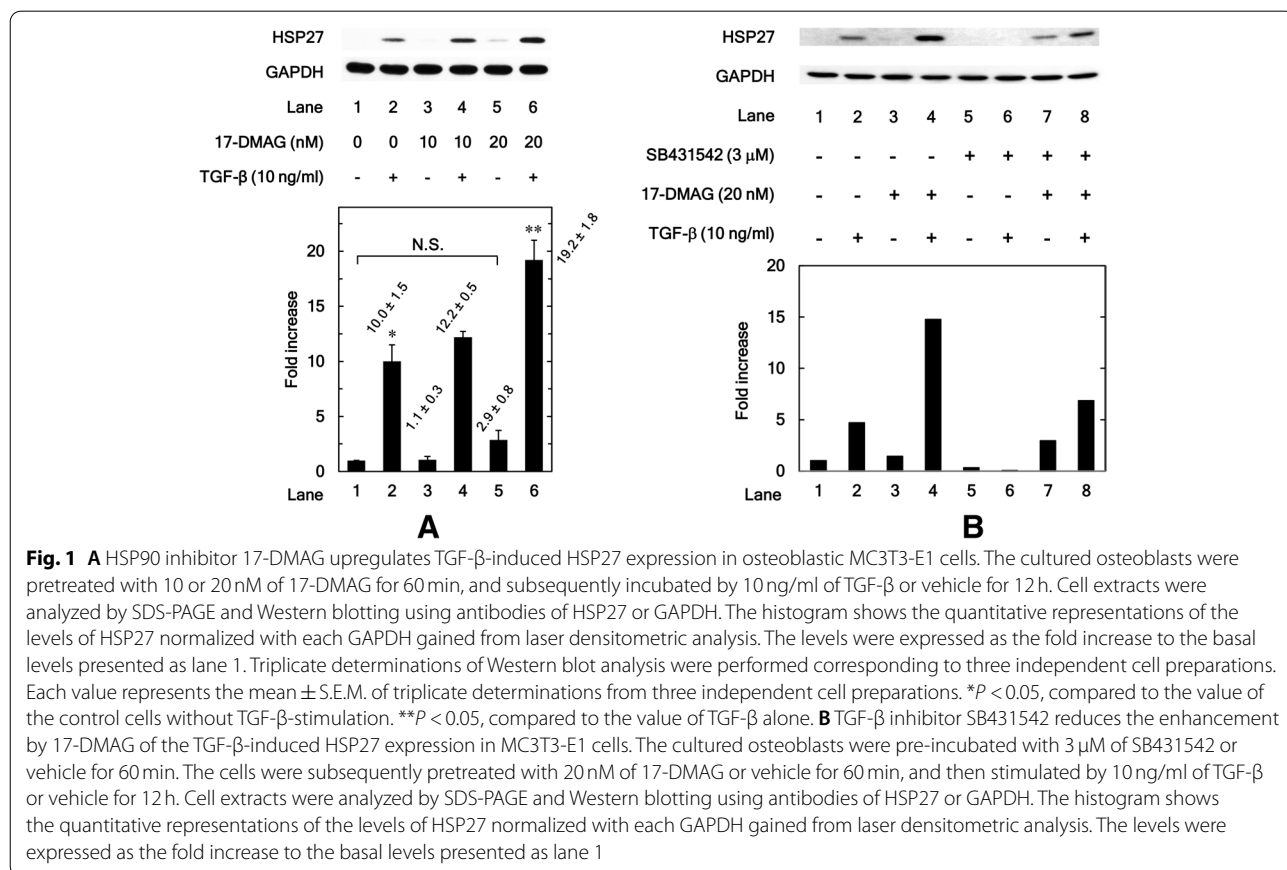 HSP27
GAPDH
Lane 1 2 3 4 5 6
17-DMAG (nM) 0 0 10 10 20 20
TGF-β (10 ng/ml) - + - + - +
Fold increase
20
15
10
5
0
N.S.
*
10.0 ± 1.5
1.1 ± 0.3
12.2 ± 0.5
2.9 ± 0.8
**
19.2 ± 1.8
Lane 1 2 3 4 5 6
A
HSP27
GAPDH
Lane 1 2 3 4 5 6 7 8
SB431542 (3 μM) - - - - + + + +
17-DMAG (20 nM) - - + + - - + +
TGF-β (10 ng/ml) - + - + - + - +
Fold increase
20
15
10
5
0
Lane 1 2 3 4 5 6 7 8
B
Fig. 1 A HSP90 inhibitor 17-DMAG upregulates TGF-β-induced HSP27 expression in osteoblastic MC3T3-E1 cells. The cultured osteoblasts were
pretreated with 10 or 20 nM of 17-DMAG for 60 min, and subsequently incubated by 10 ng/ml of TGF-β or vehicle for 12 h. Cell extracts were
analyzed by SDS-PAGE and Western blotting using antibodies of HSP27 or GAPDH. The histogram shows the quantitative representations of the
levels of HSP27 normalized with each GAPDH gained from laser densitometric analysis. The levels were expressed as the fold increase to the basal
levels presented as lane 1. Triplicate determinations of Western blot analysis were performed corresponding to three independent cell preparations.
Each value represents the mean ± S.E.M. of triplicate determinations from three independent cell preparations. *P < 0.05, compared to the value of
the control cells without TGF-β-stimulation. **P < 0.05, compared to the value of TGF-β alone. B TGF-β inhibitor SB431542 reduces the enhancement
by 17-DMAG of the TGF-β-induced HSP27 expression in MC3T3-E1 cells. The cultured osteoblasts were pre-incubated with 3 μM of SB431542 or
vehicle for 60 min. The cells were subsequently pretreated with 20 nM of 17-DMAG or vehicle for 60 min, and then stimulated by 10 ng/ml of TGF-β
or vehicle for 12 h. Cell extracts were analyzed by SDS-PAGE and Western blotting using antibodies of HSP27 or GAPDH. The histogram shows
the quantitative representations of the levels of HSP27 normalized with each GAPDH gained from laser densitometric analysis. The levels were
expressed as the fold increase to the basal levels presented as lane 1